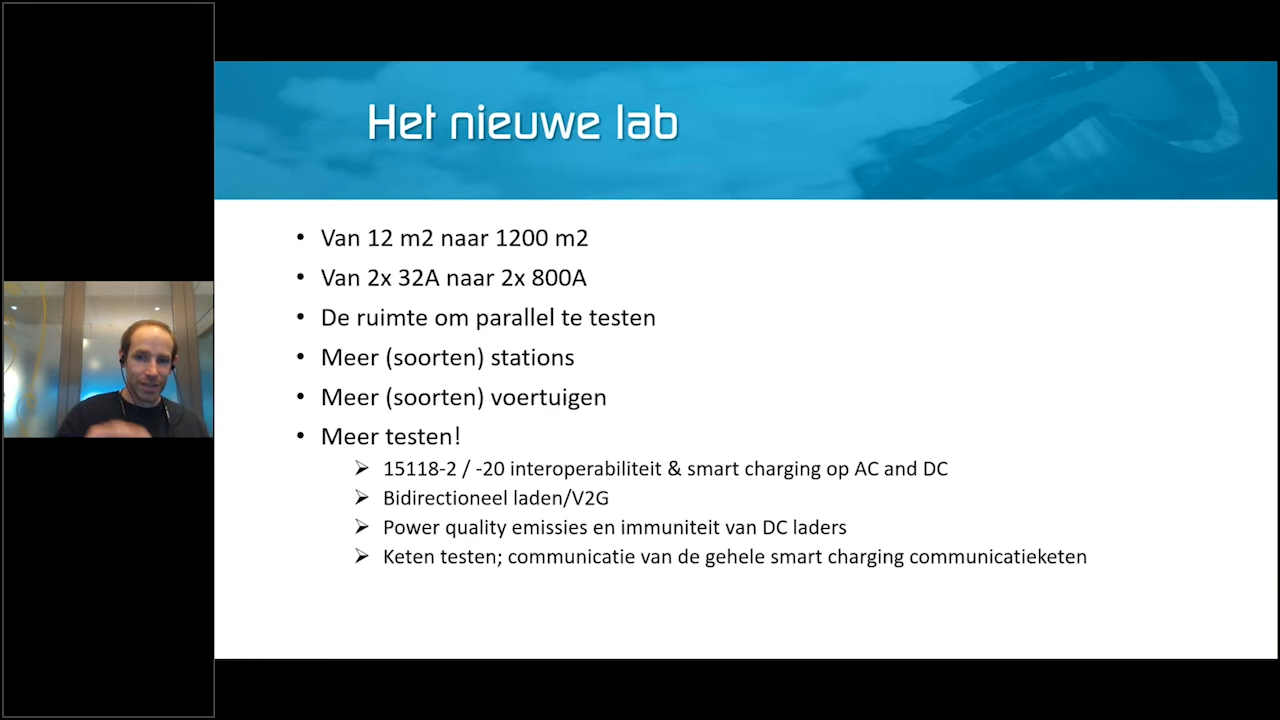 Het nieuwe lab
• Van 12 m2 naar 1200 m2
• Van 2x 32A naar 2x 800A
• De ruimte om parallel te testen
• Meer (soorten) stations
• Meer (soorten) voertuigen
• Meer testen!
➢ 15118-2 / -20 interoperabiliteit & smart charging op AC and DC
➢ Bidirectioneel laden/V2G
➢ Power quality emissies en immuniteit van DC laders
➢ Keten testen; communicatie van de gehele smart charging communicatieketen